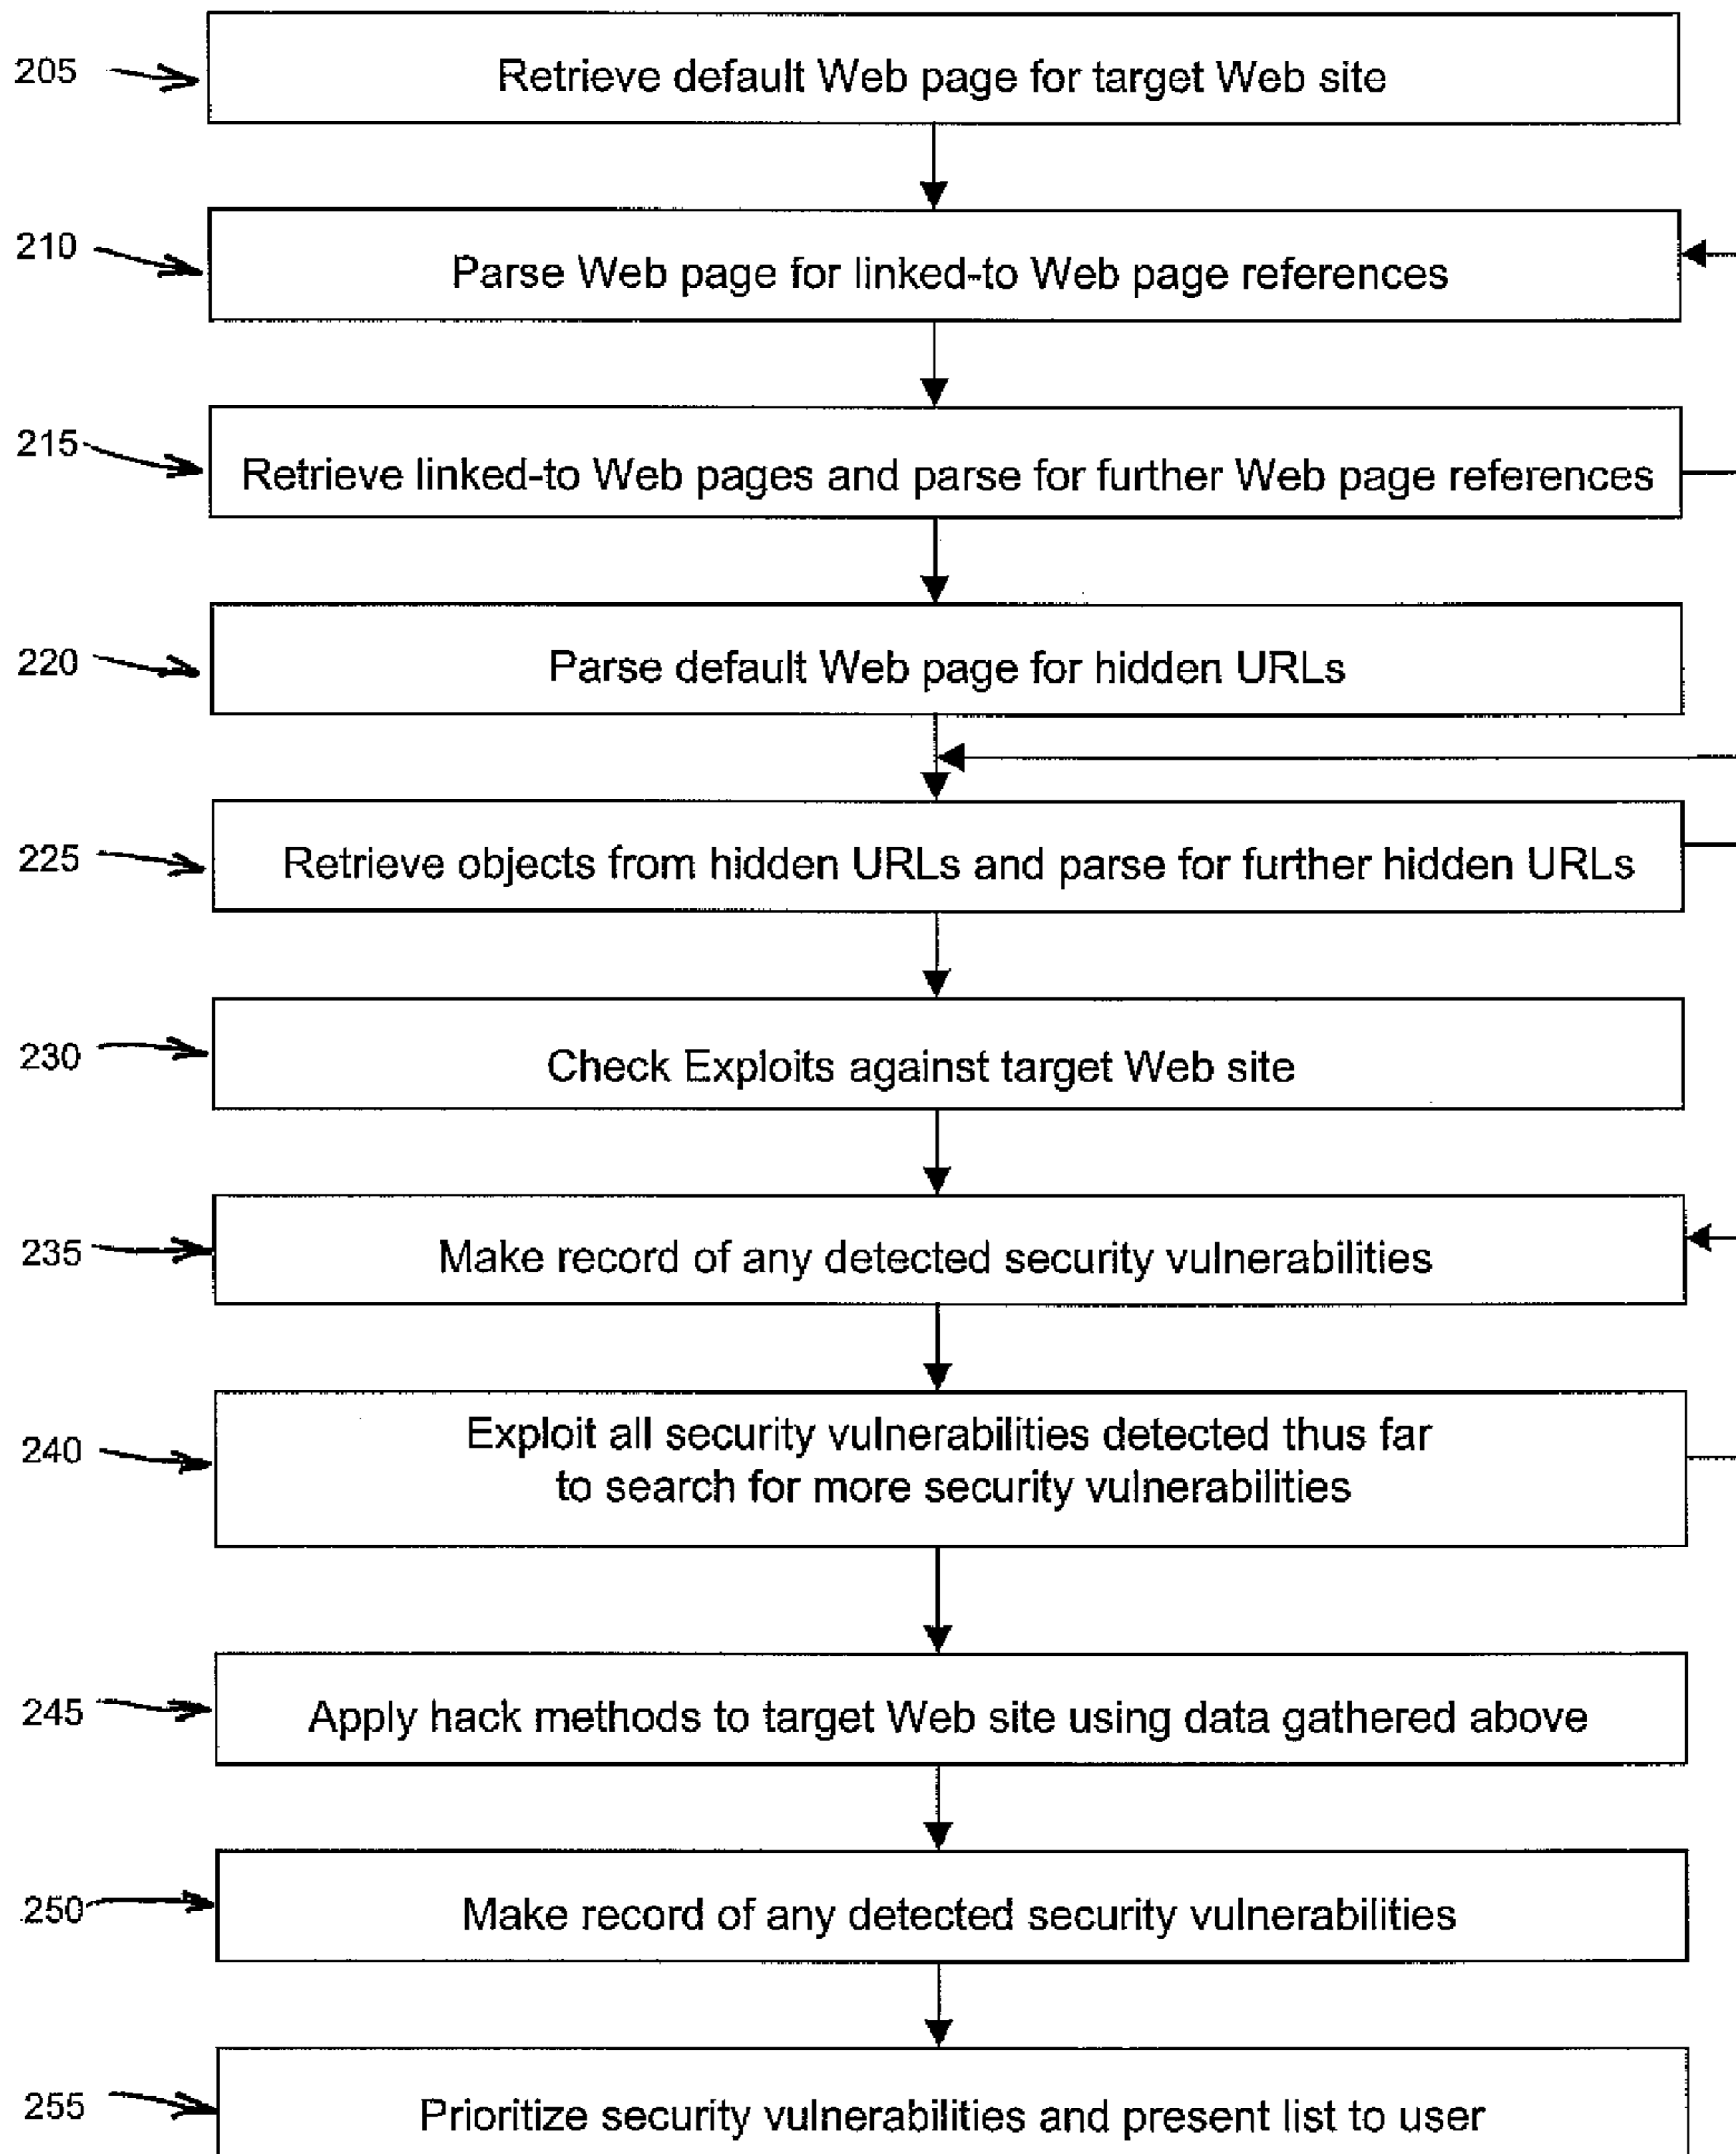 205
Retrieve default Web page for target Web site
210
Parse Web page for linked-to Web page references
215
Retrieve linked-to Web pages and parse for further Web page references
220
Parse default Web page for hidden URLs
225
Retrieve objects from hidden URLs and parse for further hidden URLs
230
Check Exploits against target Web site
235
Make record of any detected security vulnerabilities
240
Exploit all security vulnerabilities detected thus far
to search for more security vulnerabilities
245
Apply hack methods to target Web site using data gathered above
250
Make record of any detected security vulnerabilities
255
Prioritize security vulnerabilities and present list to user